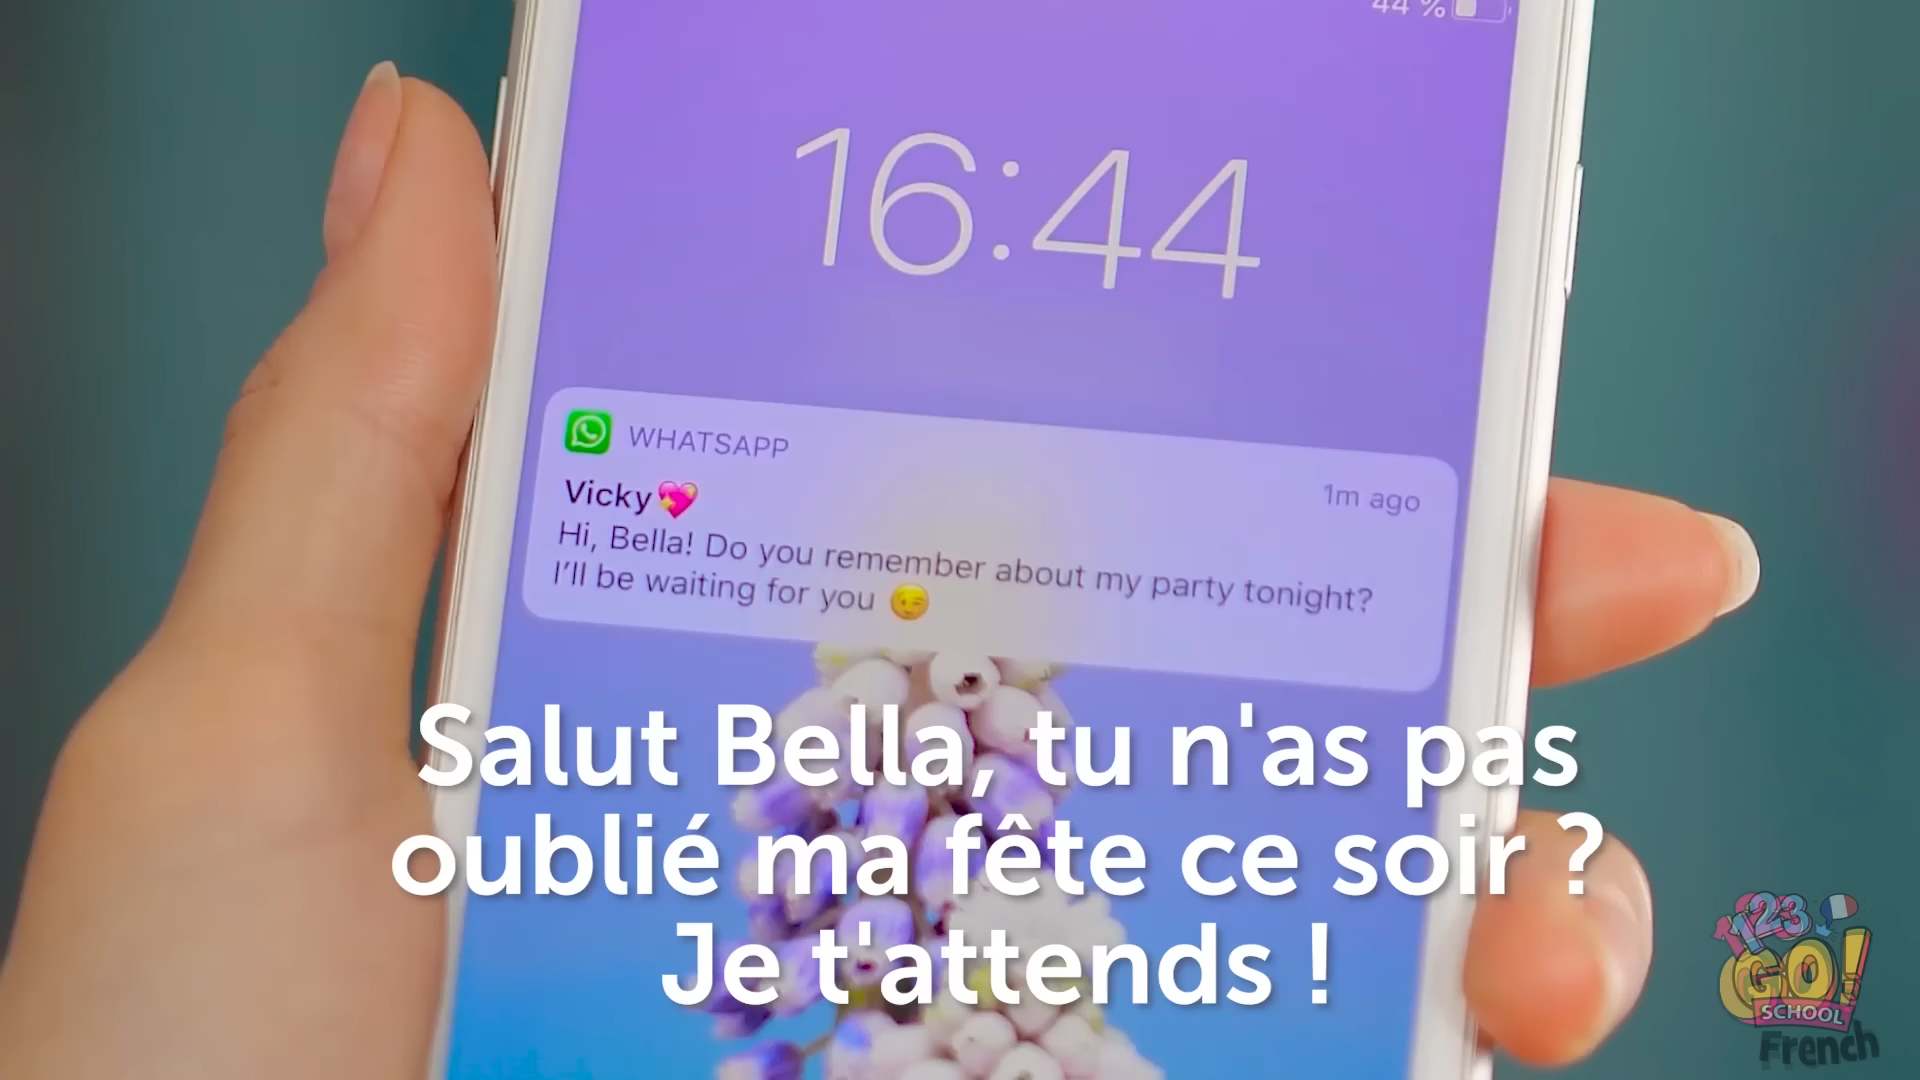 44 %
16:44
WHATSAPP
Vicky💖
1m ago
Hi, Bella! Do you remember about my party tonight?
I'll be waiting for you 😉
Salut Bella, tu n'as pas
oublié ma fête ce soir ?
Je t'attends !
123
GO!
SCHOOL
French